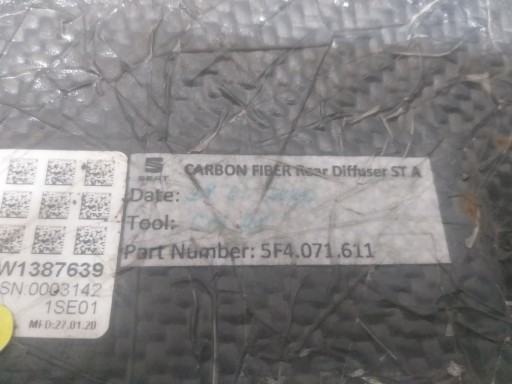 SEAT
CARBON FIBER Rear Diffuser ST A
Date:
Tool:
Part Number: 5F4.071.611
W1387639
SN:0003142
1SE01
MFD:27.01.20